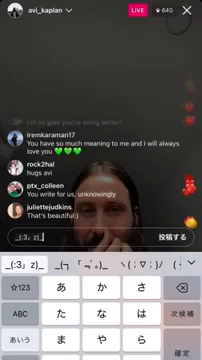 avi_kaplan
LIVE
640
I'm so glad you're doing better!
iremkaraman17
You have so much meaning to me and I will always
love you 💚💚💚
rock2hal
hugs avi
ptx_colleen
You write for us, unknowingly
juliettejudkins
That's beautiful:)
_(:3」z)_
投稿する
_(:3」z)_
☆123
あ
か
さ
ABC
た
な
は
次候補
あいう
ま
や
ら
確定